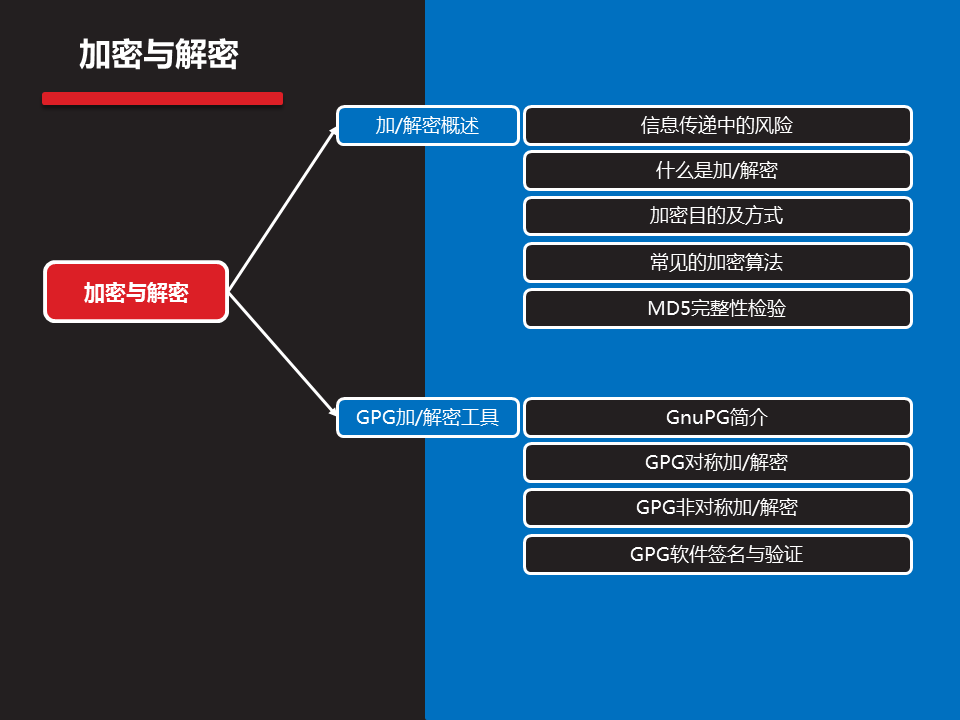 加密与解密
加密与解密
加/解密概述
信息传递中的风险
什么是加/解密
加密目的及方式
常见的加密算法
MD5完整性检验
GPG加/解密工具
GnuPG简介
GPG对称加/解密
GPG非对称加/解密
GPG软件签名与验证